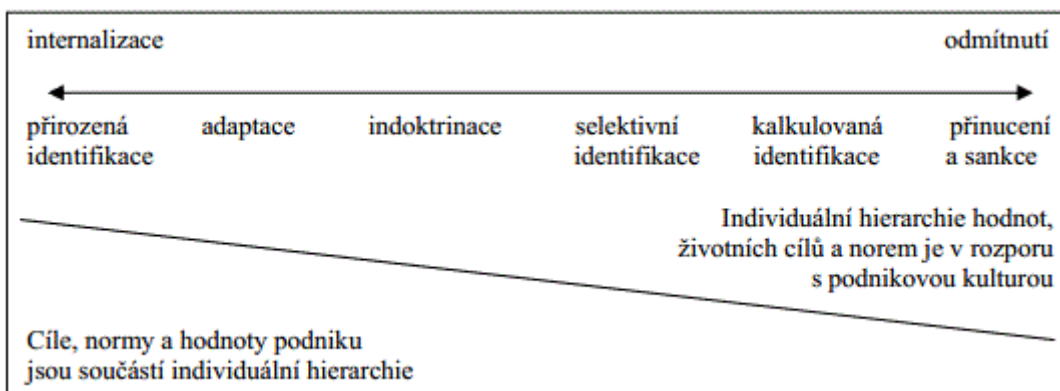 internalizace odmítnutí
přirozená adaptace indoktrinace selektivní kalkulovaná přinucení
identifikace identifikace identifikace a sankce
Individuální hierarchie hodnot,
životních cílů a norem je v rozporu
s podnikovou kulturou
Cíle, normy a hodnoty podniku
jsou součástí individuální hierarchie